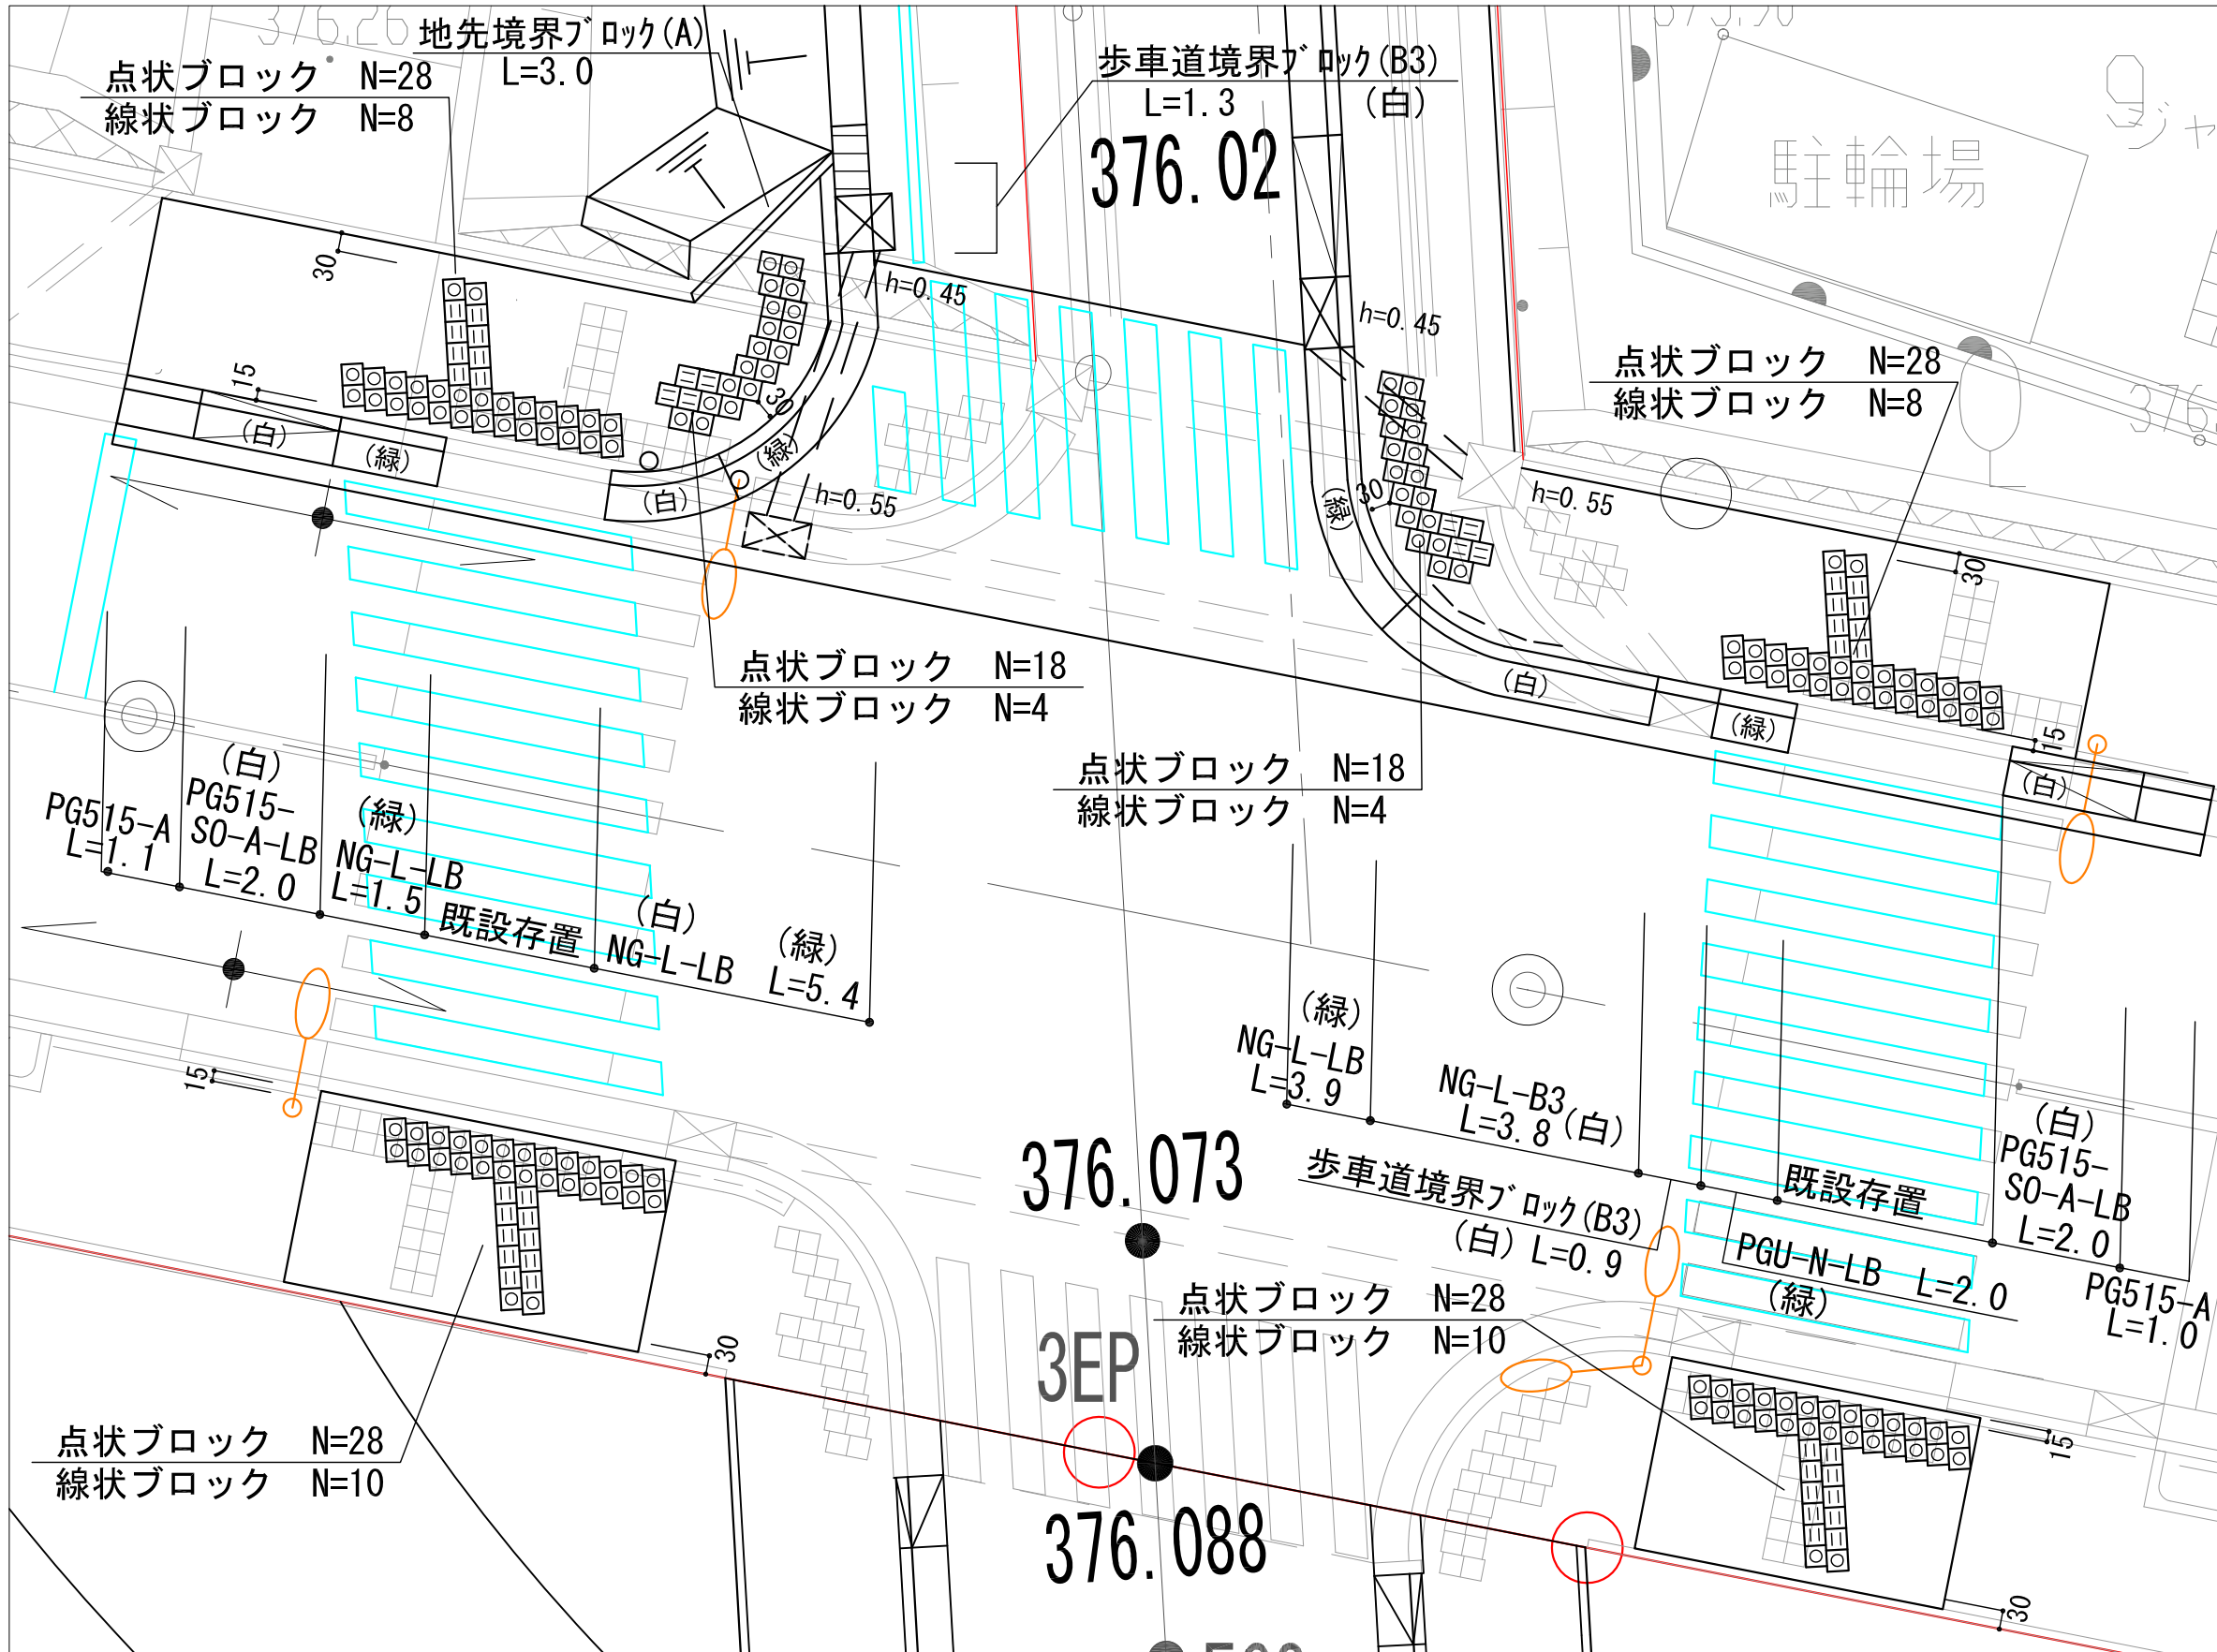 地先境界ﾌﾞﾛｯｸ(A)
L=3.0
点状ブロック N=28
線状ブロック N=8
歩車道境界ﾌﾞﾛｯｸ(B3)
L=1.3 (白)
376.02
駐輪場
9
ジャ
30
h=0.45
h=0.45
15
(白)
(緑)
30
(緑)
(白)
h=0.55
点状ブロック N=28
線状ブロック N=8
30
(緑)
h=0.55
30
点状ブロック N=18
線状ブロック N=4
(白)
(緑)
15
(白)
点状ブロック N=18
線状ブロック N=4
PG515-A
L=1.1
(白)
PG515-
SO-A-LB
L=2.0
(緑)
NG-L-LB
L=1.5
既設存置
(白)
NG-L-LB
(緑)
L=5.4
(緑)
NG-L-LB
L=3.9
NG-L-B3
L=3.8(白)
歩車道境界ﾌﾞﾛｯｸ(B3)
(白) L=0.9
既設存置
PGU-N-LB L=2.0
(緑)
(白)
PG515-
SO-A-LB
L=2.0
PG515-A
L=1.0
15
376.073
点状ブロック N=28
線状ブロック N=10
3EP
30
15
点状ブロック N=28
線状ブロック N=10
376.088
30